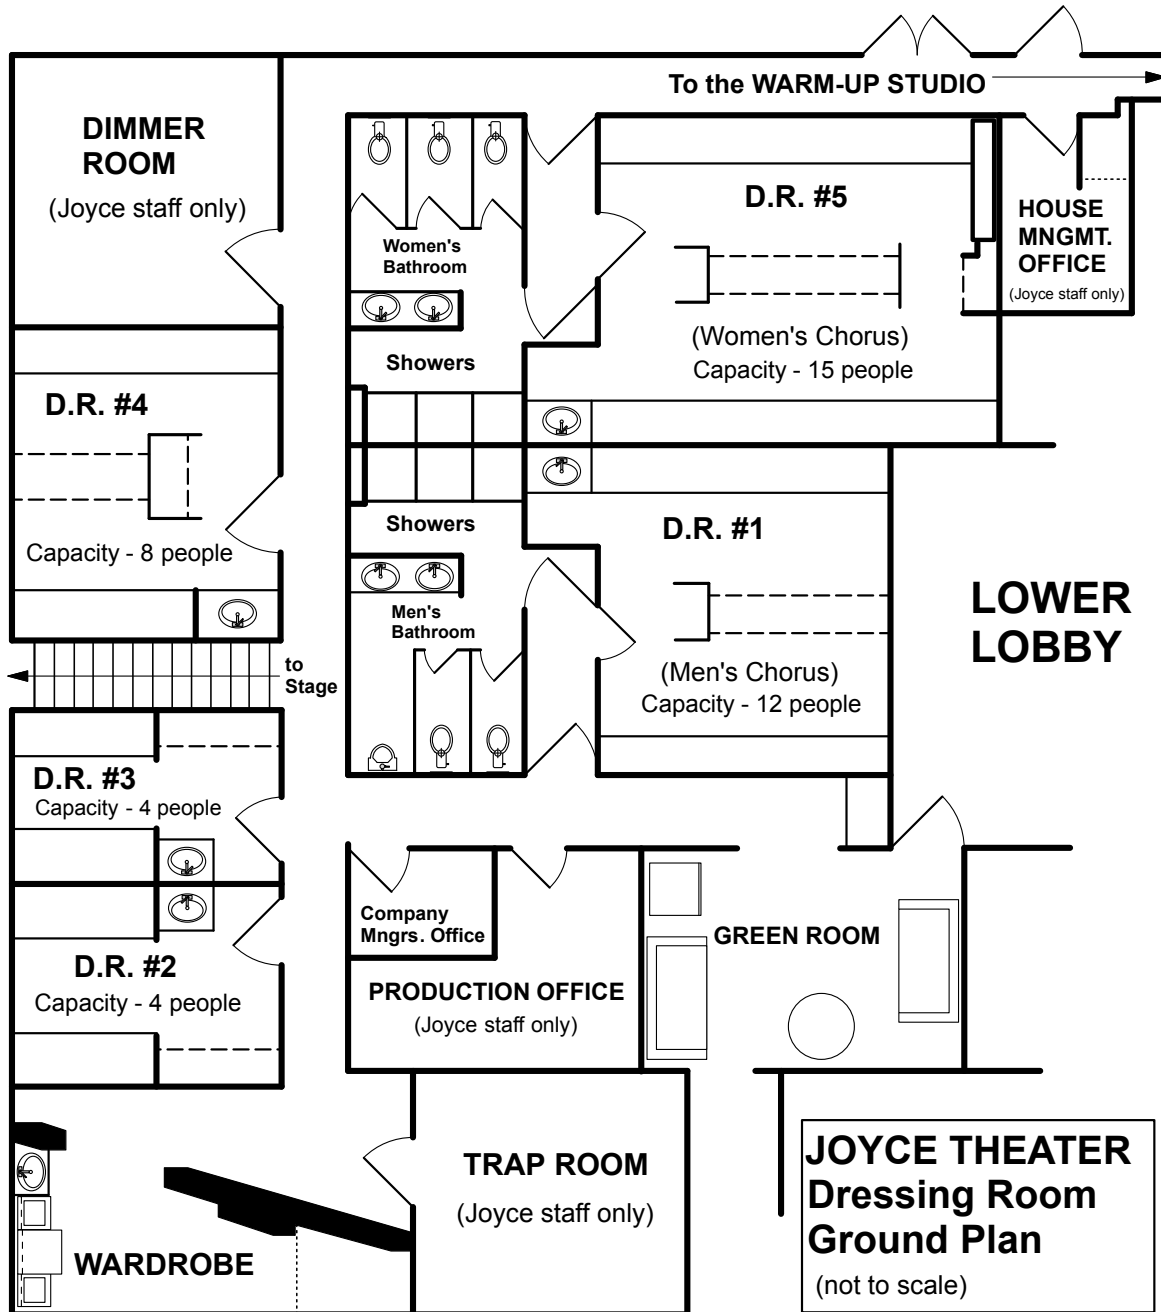 To the WARM-UP STUDIO
DIMMER
ROOM
(Joyce staff only)
D.R. #5
HOUSE
MNGMT.
OFFICE
(Joyce staff only)
Women's
Bathroom
(Women's Chorus)
Capacity - 15 people
Showers
D.R. #4
Capacity - 8 people
Showers
D.R. #1
Men's
Bathroom
(Men's Chorus)
Capacity - 12 people
LOWER
LOBBY
to
Stage
D.R. #3
Capacity - 4 people
Company
Mngrs. Office
GREEN ROOM
D.R. #2
Capacity - 4 people
PRODUCTION OFFICE
(Joyce staff only)
TRAP ROOM
(Joyce staff only)
WARDROBE
JOYCE THEATER
Dressing Room
Ground Plan
(not to scale)